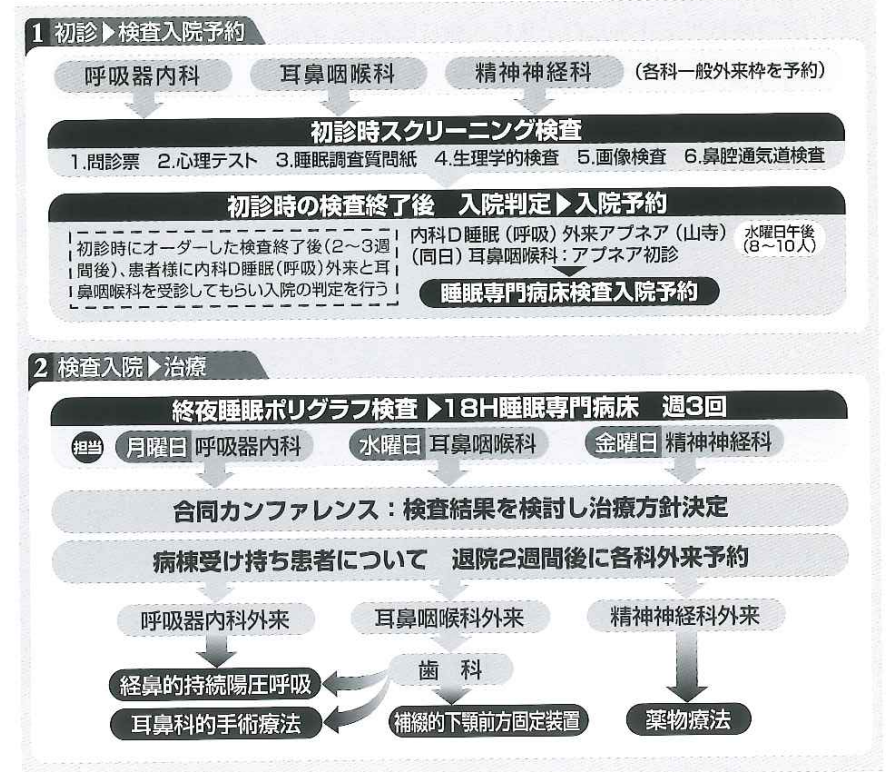 1 初診▶検査入院予約
呼吸器内科 耳鼻咽喉科 精神神経科 (各科一般外来枠を予約)
初診時スクリーニング検査
1.問診票 2.心理テスト 3.睡眠調査質問紙 4.生理学的検査 5.画像検査 6.鼻腔通気道検査
初診時の検査終了後 入院判定▶入院予約
初診時にオーダーした検査終了後(2〜3週
間後)、患者様に内科D睡眠(呼吸)外来と耳
鼻咽喉科を受診してもらい入院の判定を行う
内科D睡眠(呼吸)外来アプネア(山寺)
(同日)耳鼻咽喉科:アプネア初診
水曜日午後
(8〜10人)
睡眠専門病床検査入院予約
2 検査入院▶治療
終夜睡眠ポリグラフ検査▶18H睡眠専門病床 週3回
担当 月曜日 呼吸器内科 水曜日 耳鼻咽喉科 金曜日 精神神経科
合同カンファレンス:検査結果を検討し治療方針決定
病棟受け持ち患者について 退院2週間後に各科外来予約
呼吸器内科外来 耳鼻咽喉科外来 精神神経科外来
歯科
経鼻的持続陽圧呼吸
耳鼻科的手術療法 補綴的下顎前方固定装置 薬物療法